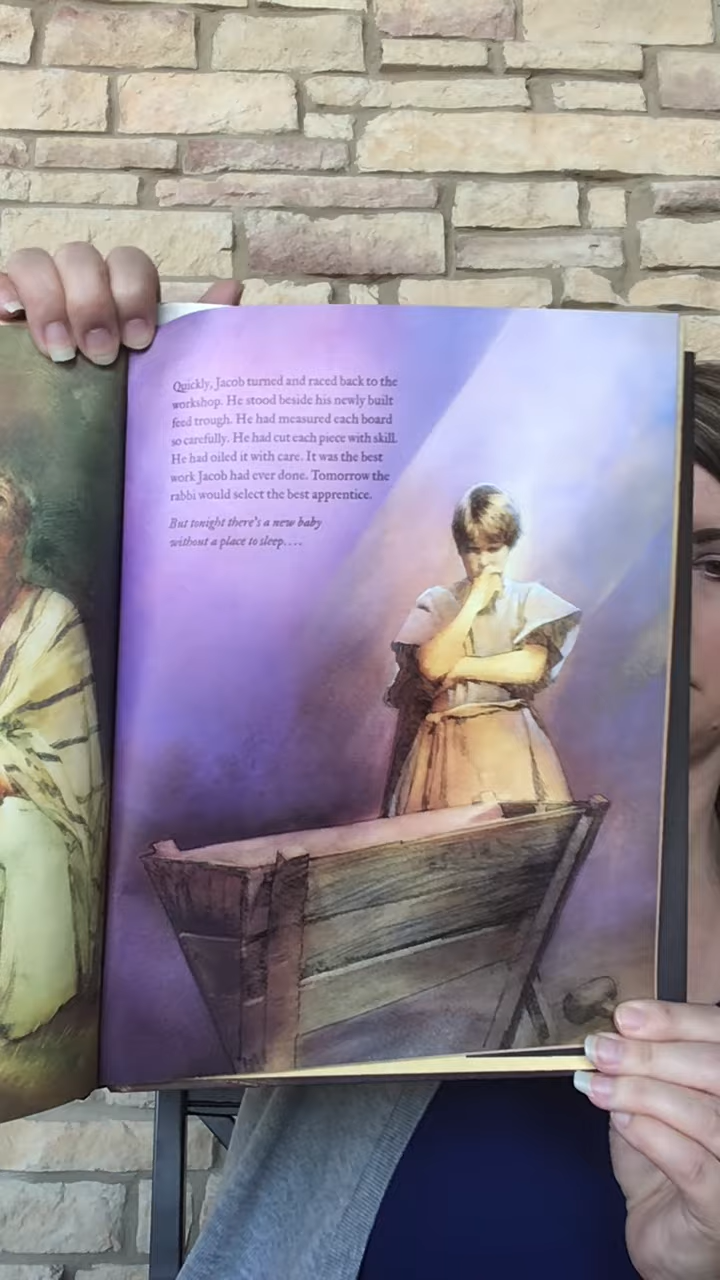 Quickly, Jacob turned and raced back to the
workshop. He stood beside his newly built
feed trough. He had measured each board
so carefully. He had cut each piece with skill.
He had oiled it with care. It was the best
work Jacob had ever done. Tomorrow the
rabbi would select the best apprentice.
But tonight there's a new baby
without a place to sleep....